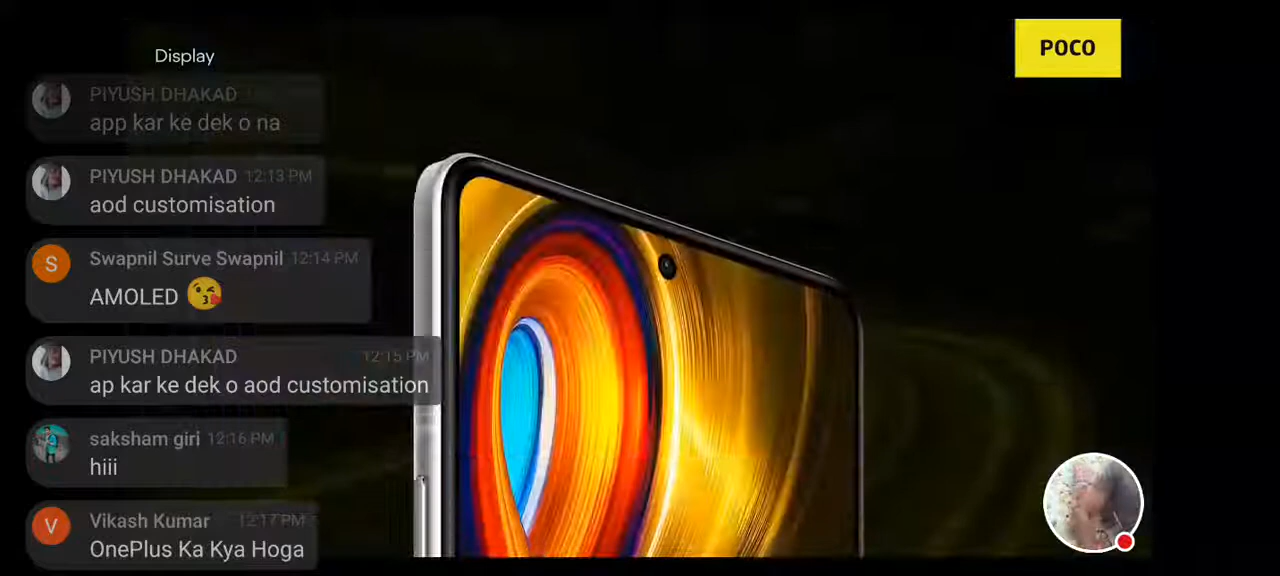 Display
POCO
PIYUSH DHAKAD
app kar ke dek o na
PIYUSH DHAKAD 12:13 PM
aod customisation
Swapnil Surve Swapnil 12:14 PM
AMOLED 😘
PIYUSH DHAKAD 12:15 PM
ap kar ke dek o aod customisation
saksham giri 12:16 PM
hiii
V
Vikash Kumar 12:17 PM
OnePlus Ka Kya Hoga
S